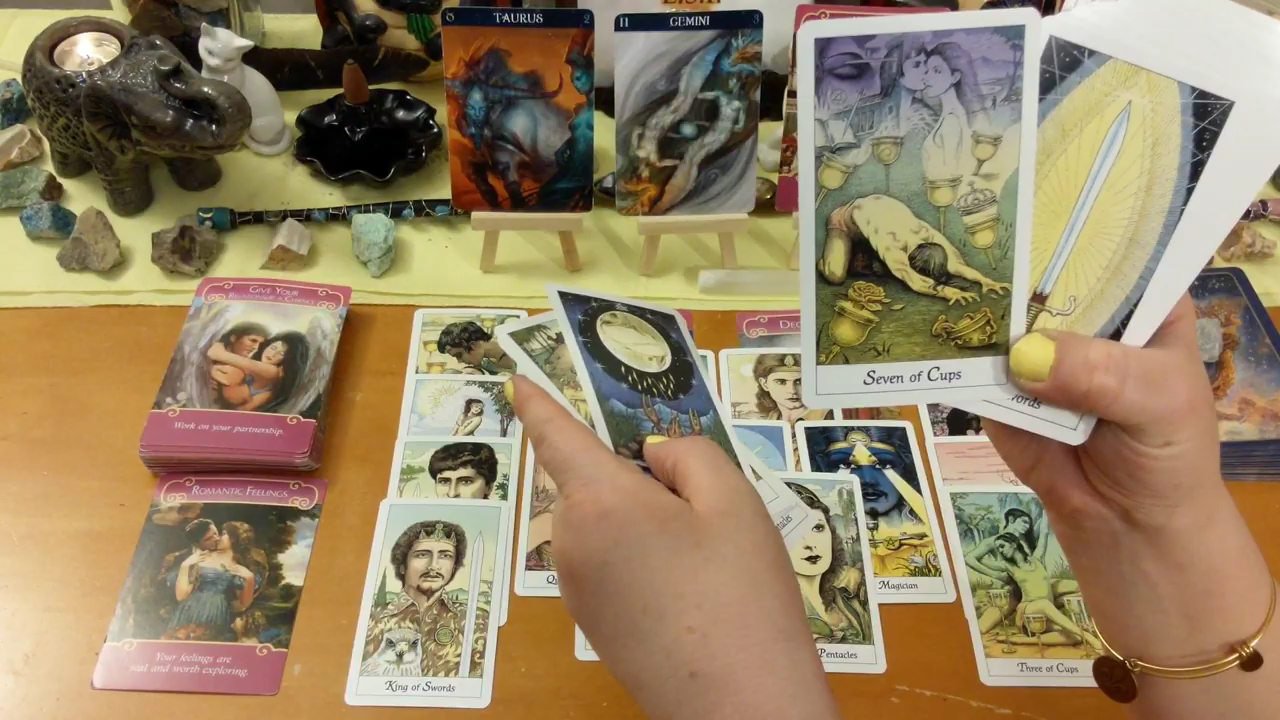 ♉ TAURUS 2
♊ GEMINI 3
Seven of Cups
GIVE YOUR
RELATIONSHIP A CHANCE
Work on your partnership.
ROMANTIC FEELINGS
Your feelings are
real and worth exploring.
King of Swords
Magician
Pentacles
Three of Cups